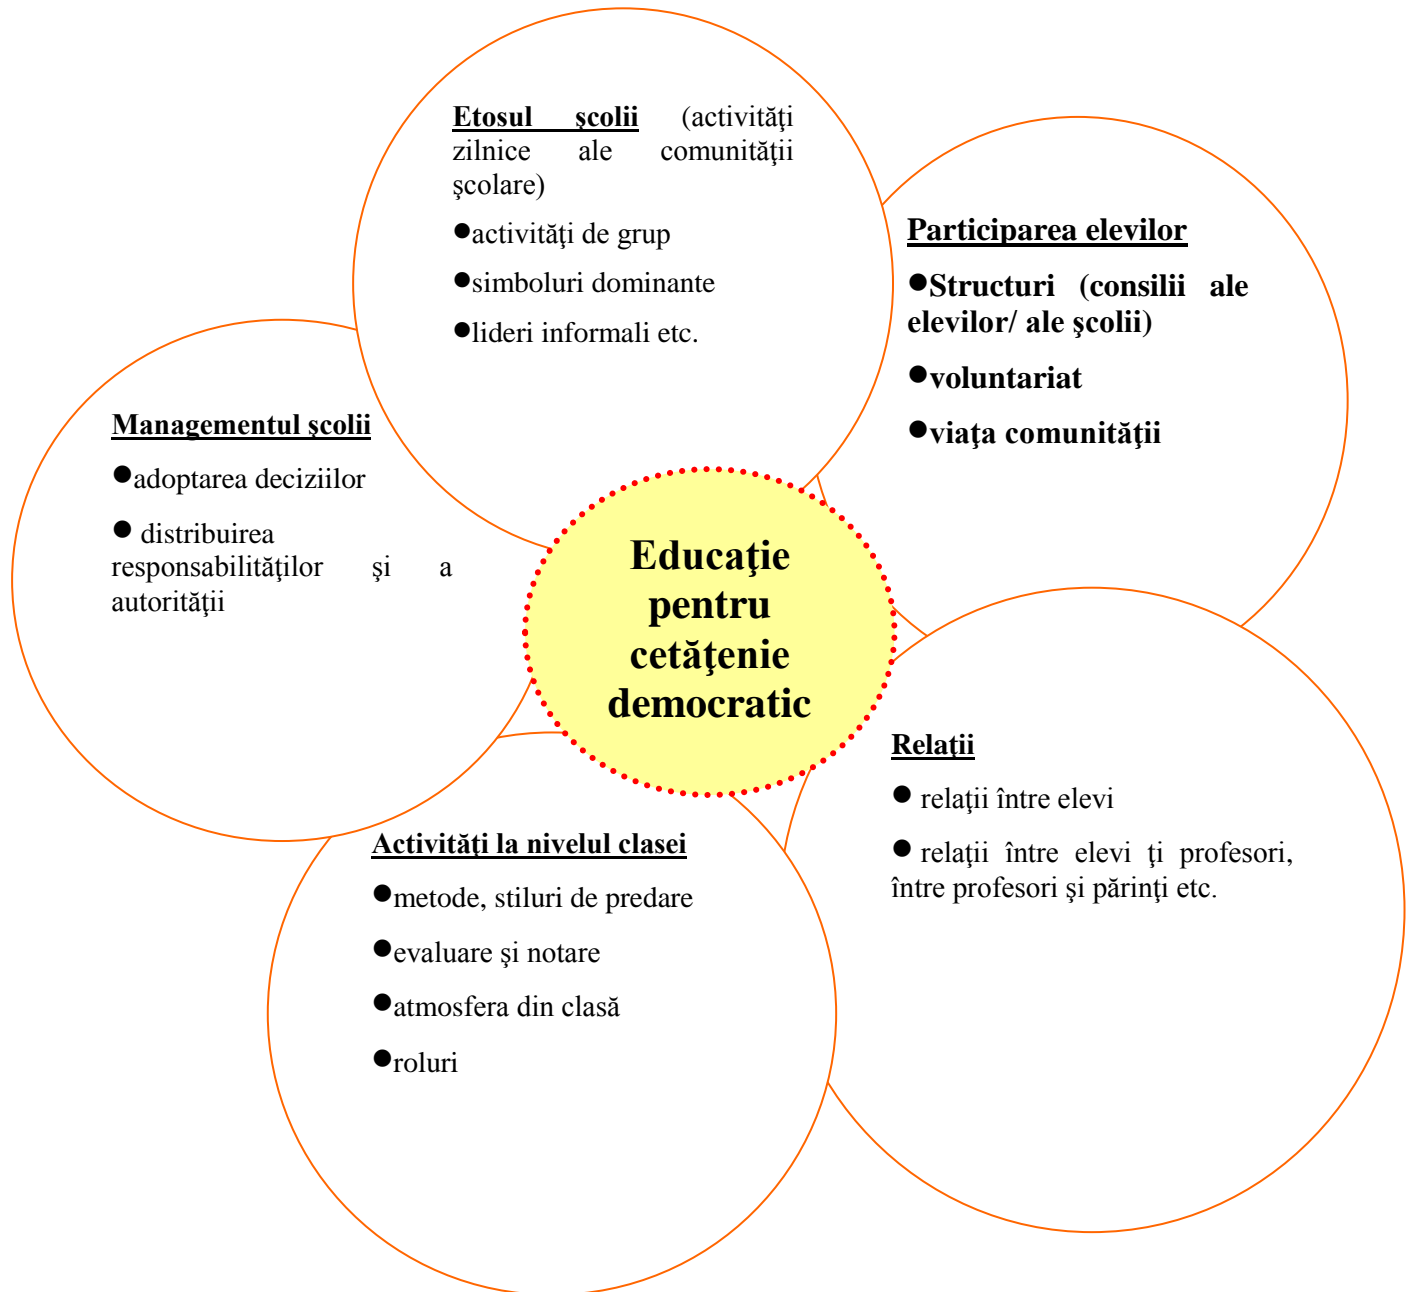 Etosul şcolii (activităţi
zilnice ale comunităţii
şcolare)
●activităţi de grup
●simboluri dominante
●lideri informali etc.
Participarea elevilor
●Structuri (consilii ale
elevilor/ ale şcolii)
●voluntariat
●viaţa comunităţii
Managementul şcolii
●adoptarea deciziilor
● distribuirea
responsabilităţilor şi a
autorităţii
Educaţie
pentru
cetăţenie
democratic
Relaţii
● relaţii între elevi
● relaţii între elevi ţi profesori,
între profesori şi părinţi etc.
Activităţi la nivelul clasei
●metode, stiluri de predare
●evaluare şi notare
●atmosfera din clasă
●roluri